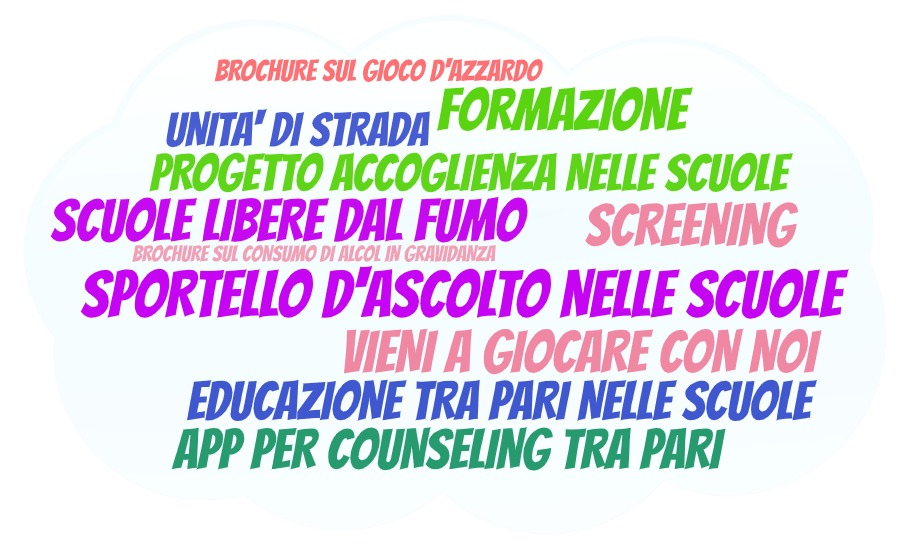 BROCHURE SUL GIOCO D'AZZARDO
FORMAZIONE
UNITA' DI STRADA
PROGETTO ACCOGLIENZA NELLE SCUOLE
SCUOLE LIBERE DAL FUMO
SCREENING
BROCHURE SUL CONSUMO DI ALCOL IN GRAVIDANZA
SPORTELLO D'ASCOLTO NELLE SCUOLE
VIENI A GIOCARE CON NOI
EDUCAZIONE TRA PARI NELLE SCUOLE
APP PER COUNSELING TRA PARI